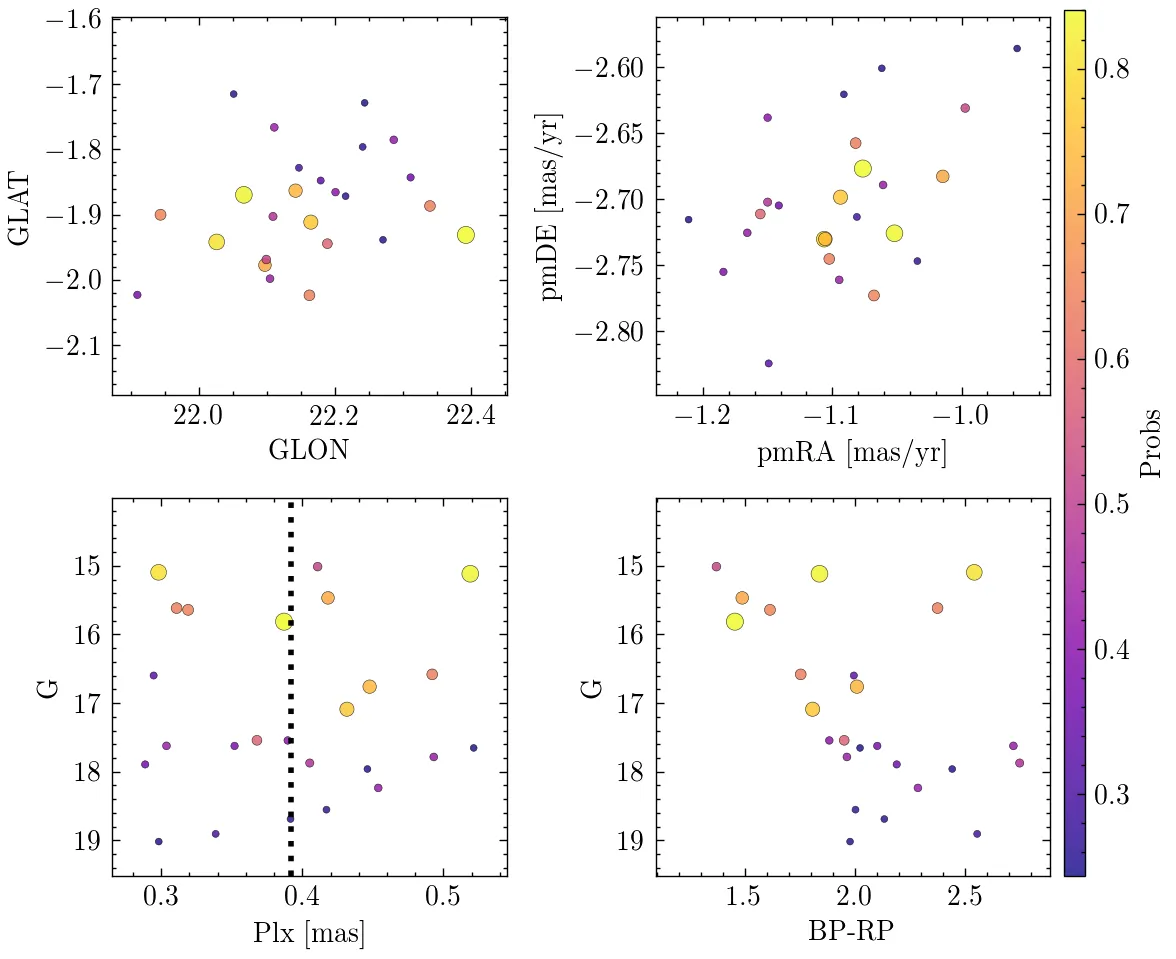 −1.6
−1.7
−1.8
−1.9
−2.0
−2.1
GLAT
22.0 22.2 22.4
GLON
−2.60
−2.65
−2.70
−2.75
−2.80
pmDE [mas/yr]
−1.2 −1.1 −1.0
pmRA [mas/yr]
15
16
17
18
19
G
0.3 0.4 0.5
Plx [mas]
15
16
17
18
19
G
1.5 2.0 2.5
BP-RP
0.8
0.7
0.6
0.5
0.4
0.3
Probs